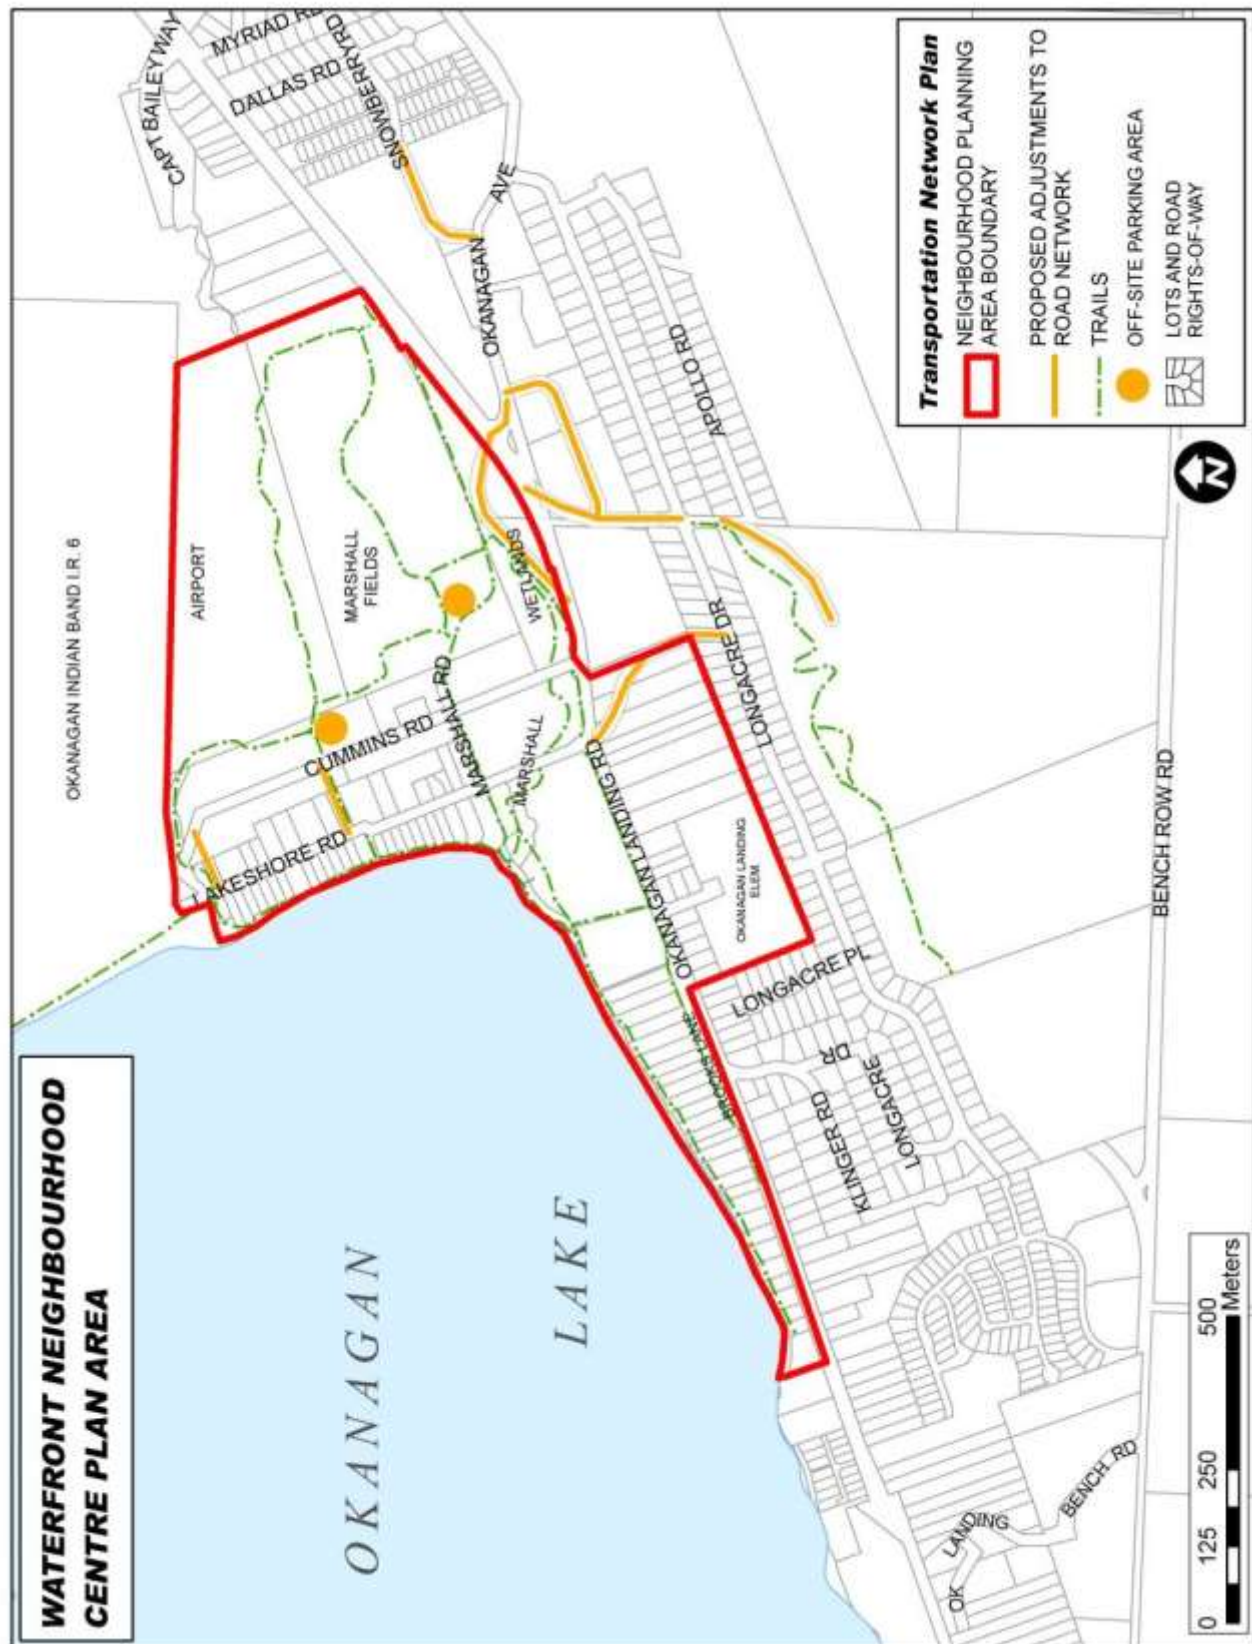 WATERFRONT NEIGHBOURHOOD
CENTRE PLAN AREA
OKANAGAN INDIAN BAND I.R. 6
AIRPORT
MARSHALL
FIELDS
CAPT BAILEY WAY
MYRIAD RD
DALLAS RD
SNOWBERRY RD
OKANAGAN
AVE
LAKESHORE RD
CUMMINS RD
MARSHALL RD
MARSHALL
WETLANDS
OKANAGAN LANDING RD
OKANAGAN LANDING
ELEM.
APOLLO RD
LONGACRE DR
LONGACRE PL
BROOKS LANE
KLINGER RD
LONGACRE
DR
BENCH ROW RD
OK
LANDING
BENCH RD
OKANAGAN
LAKE
0 125 250 500
Meters
N
Transportation Network Plan
NEIGHBOURHOOD PLANNING
AREA BOUNDARY
PROPOSED ADJUSTMENTS TO
ROAD NETWORK
TRAILS
OFF-SITE PARKING AREA
LOTS AND ROAD
RIGHTS-OF-WAY